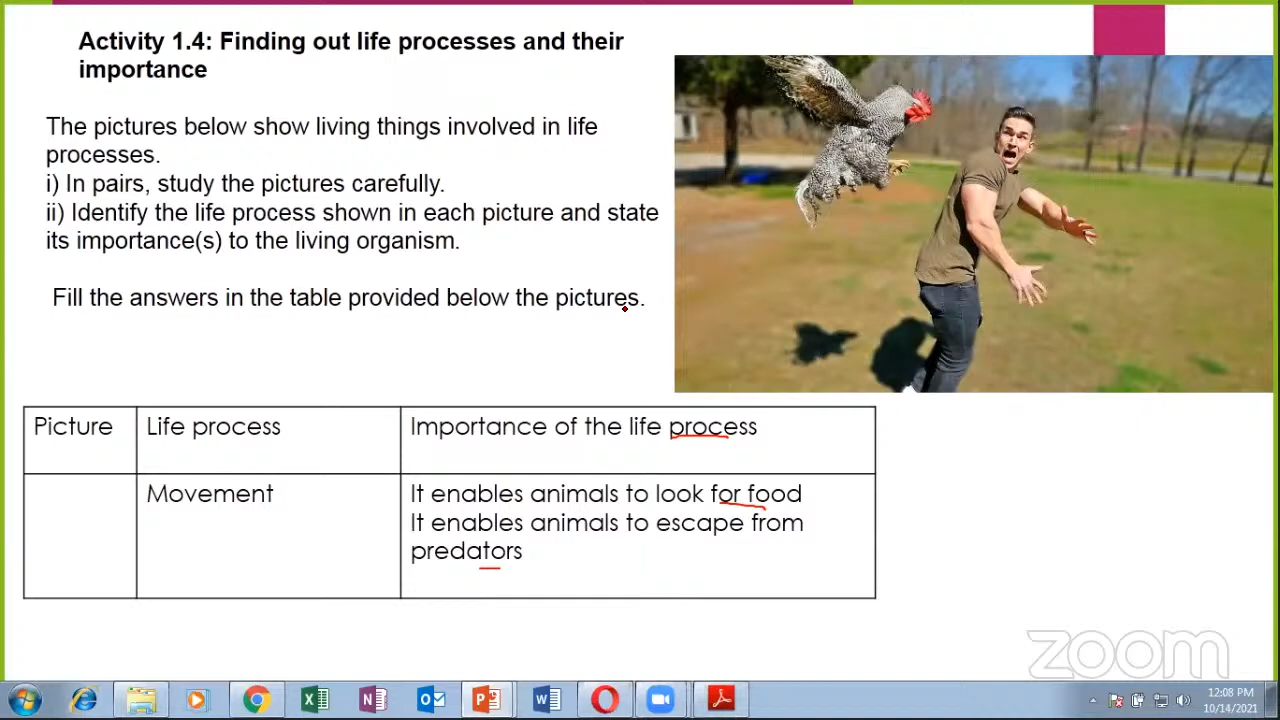 Activity 1.4: Finding out life processes and their
importance
The pictures below show living things involved in life
processes.
i) In pairs, study the pictures carefully.
ii) Identify the life process shown in each picture and state
its importance(s) to the living organism.
Fill the answers in the table provided below the pictures.
Picture
Life process
Importance of the life process
Movement
It enables animals to look for food
It enables animals to escape from
predators
zoom
12:08 PM
10/14/2021